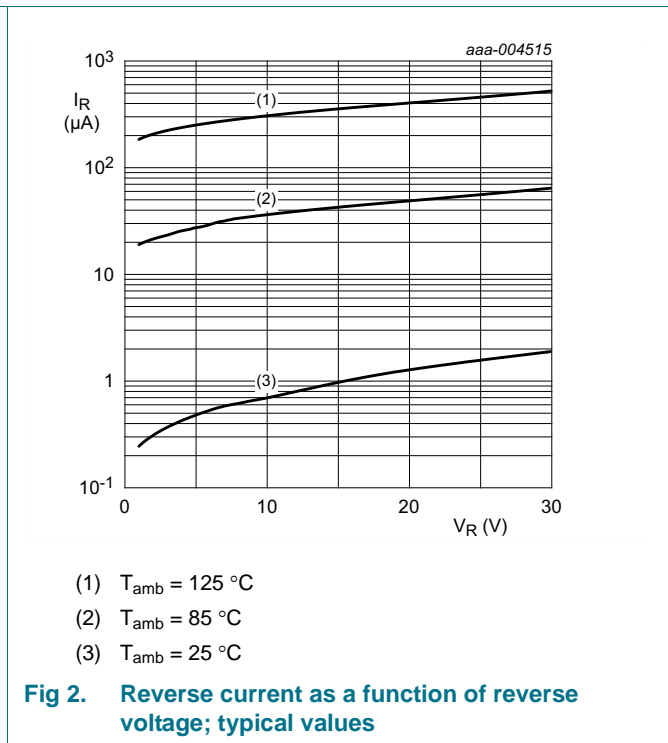 aaa-004515
10³
I_R
(µA)
(1)
10²
(2)
10
(3)
1
10⁻¹
0
10
20
30
V_R (V)
(1) T_amb = 125 °C
(2) T_amb = 85 °C
(3) T_amb = 25 °C
Fig 2. Reverse current as a function of reverse
voltage; typical values